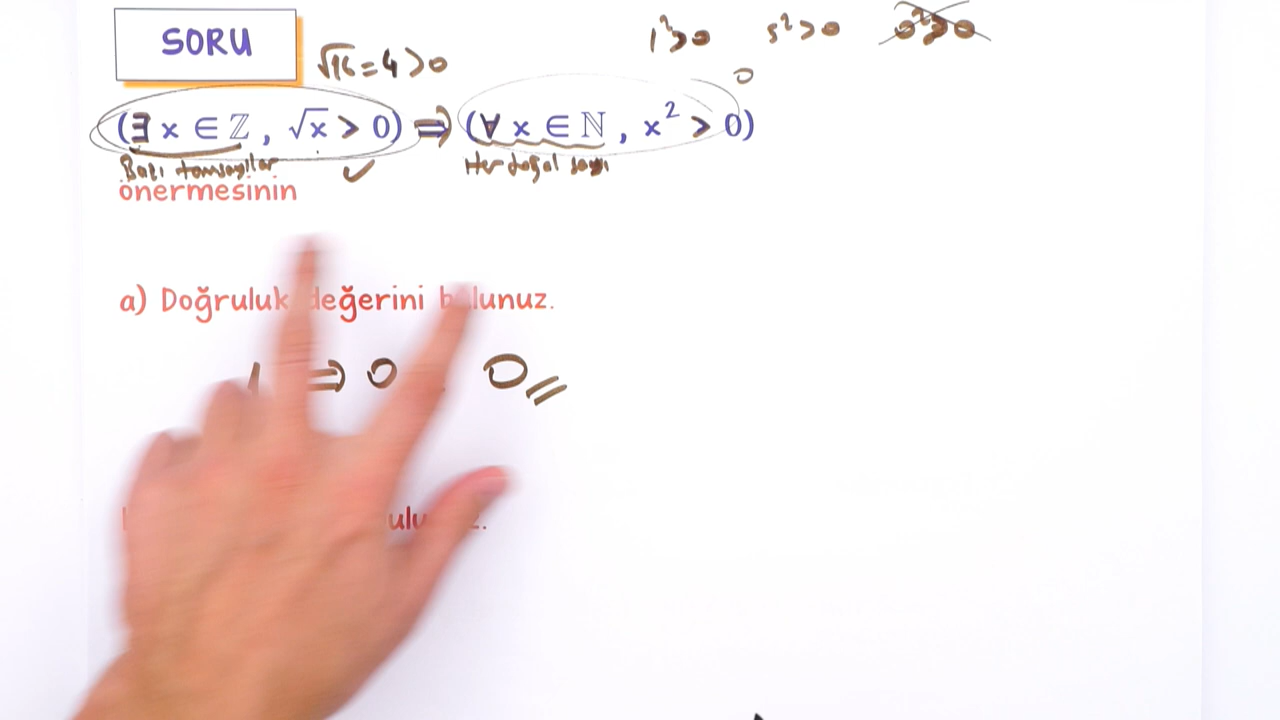 1²>0 5²>0 0²>0
SORU
√16=4>0
0
(∃ x ∈ ℤ , √x > 0) ⇒ (∀ x ∈ ℕ , x² > 0)
Bazı tamsayılar ✓ Her doğal sayı
önermesinin
a) Doğruluk değerini bulunuz.
1 ⇒ 0 0